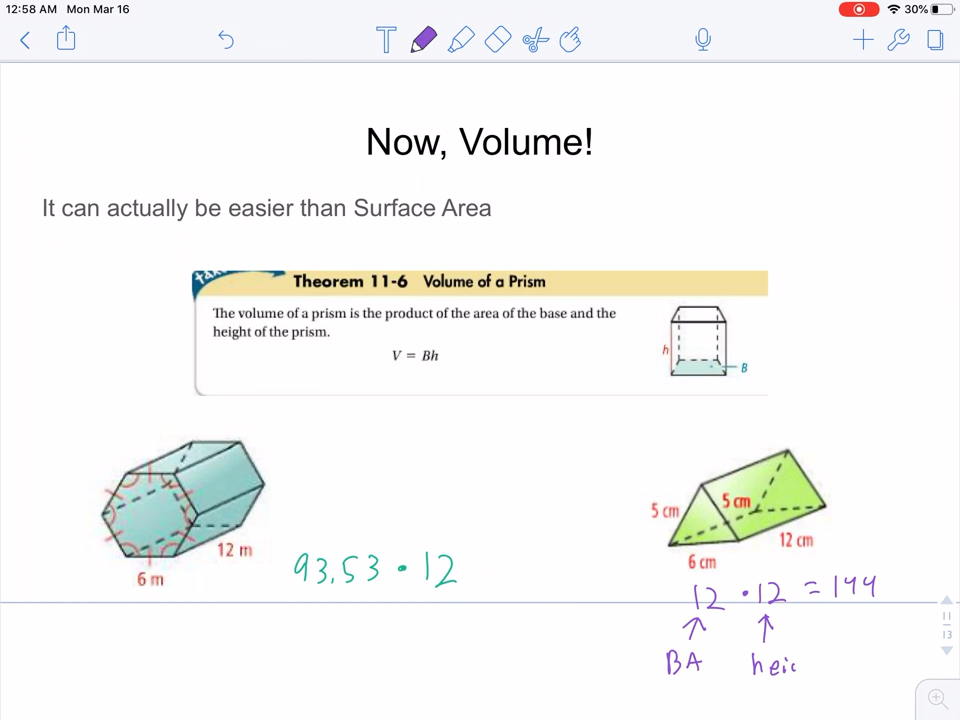 12:58 AM Mon Mar 16
30%
T
Now, Volume!
It can actually be easier than Surface Area
Theorem 11-6 Volume of a Prism
The volume of a prism is the product of the area of the base and the
height of the prism.
V = Bh
h
B
12 m
6 m
93.53 • 12
5 cm
5 cm
12 cm
6 cm
12 • 12 = 144
BA heig
11
13